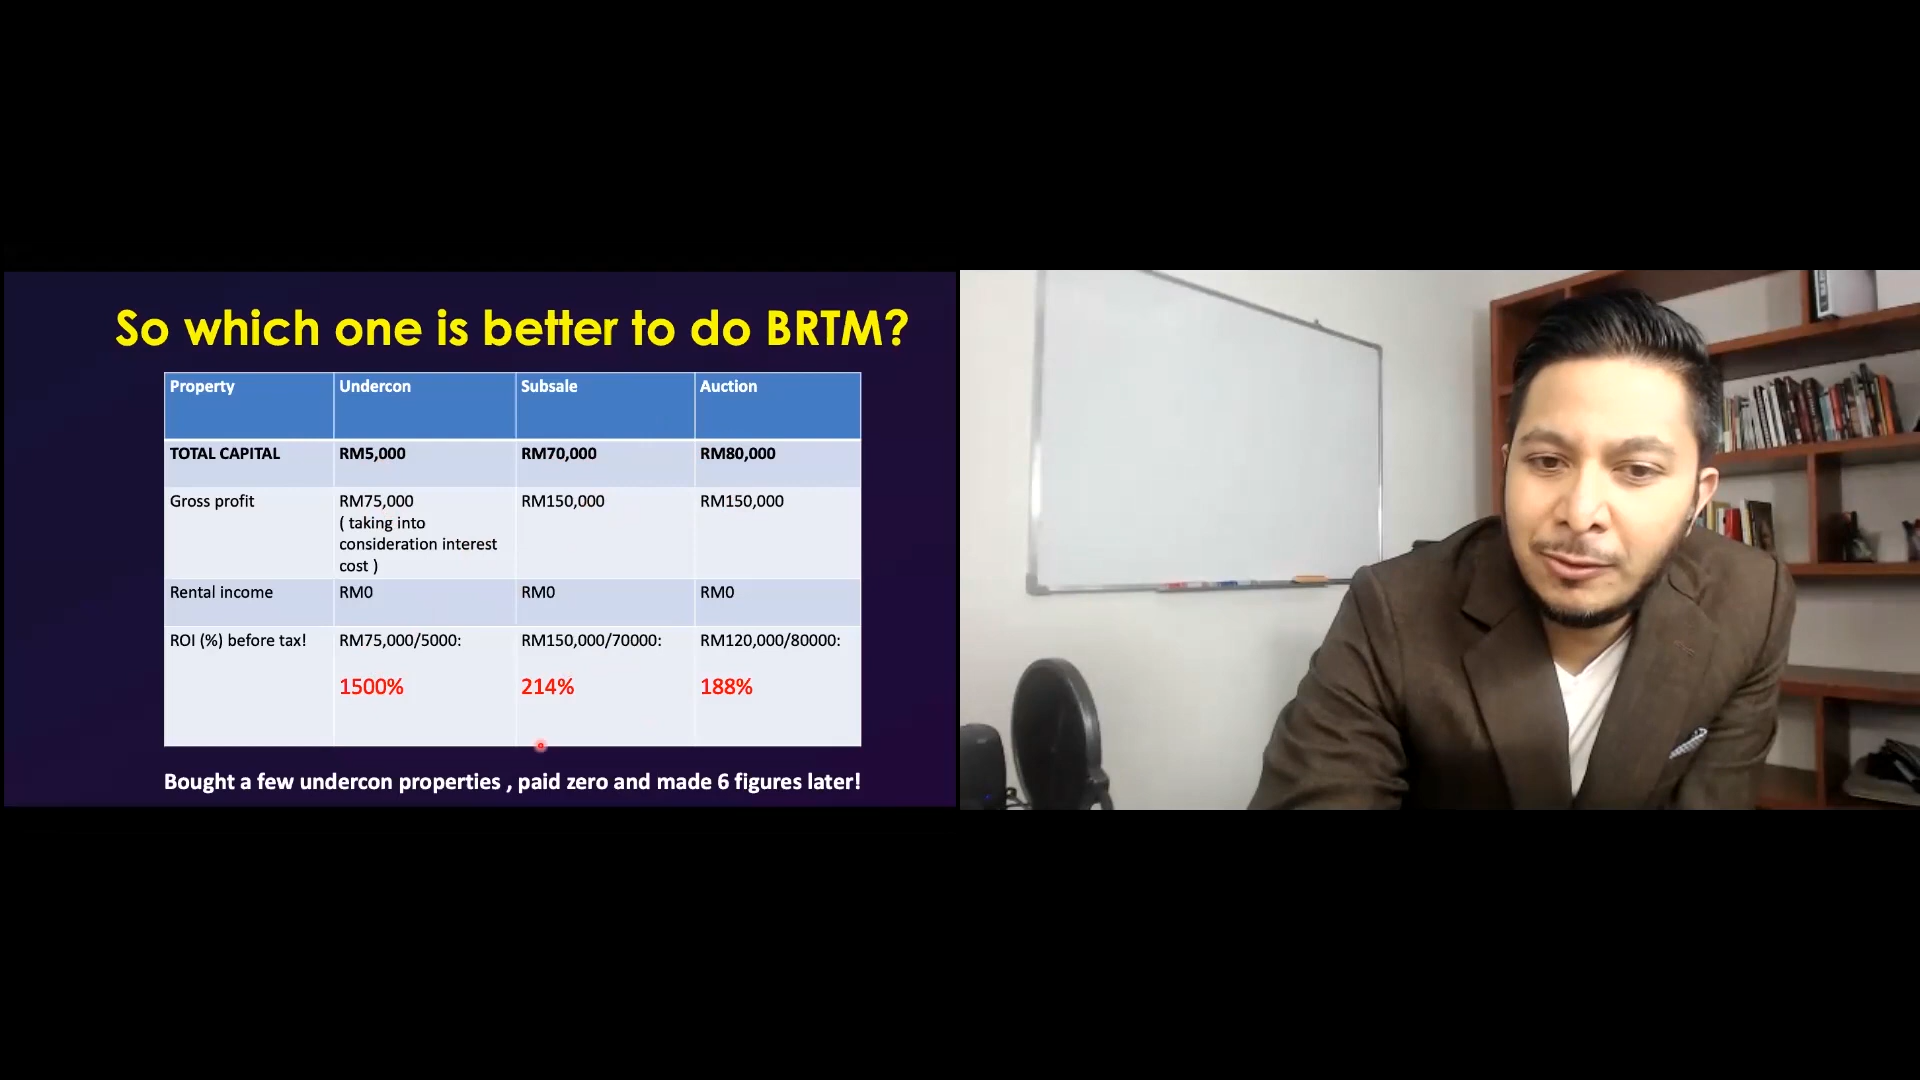 So which one is better to do BRTM?
Property Undercon Subsale Auction
TOTAL CAPITAL RM5,000 RM70,000 RM80,000
Gross profit RM75,000 RM150,000 RM150,000
( taking into
consideration interest
cost )
Rental income RM0 RM0 RM0
ROI (%) before tax! RM75,000/5000: RM150,000/70000: RM120,000/80000:
1500% 214% 188%
Bought a few undercon properties , paid zero and made 6 figures later!